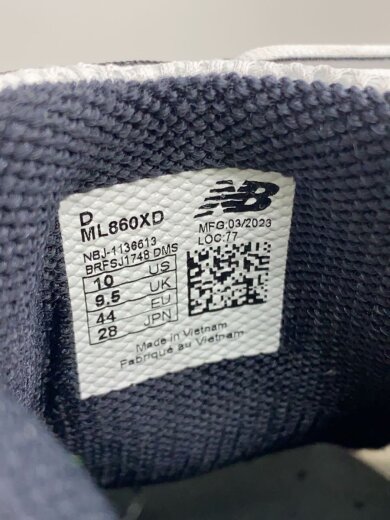 D
ML860XD
NB
NBJ-1136613
MFG:03/2023
BRFSJ1748 DMS
LOC:77
10 US
9.5 UK
44 EU
28 JPN
Made in Vietnam
Fabriqué au Vietnam